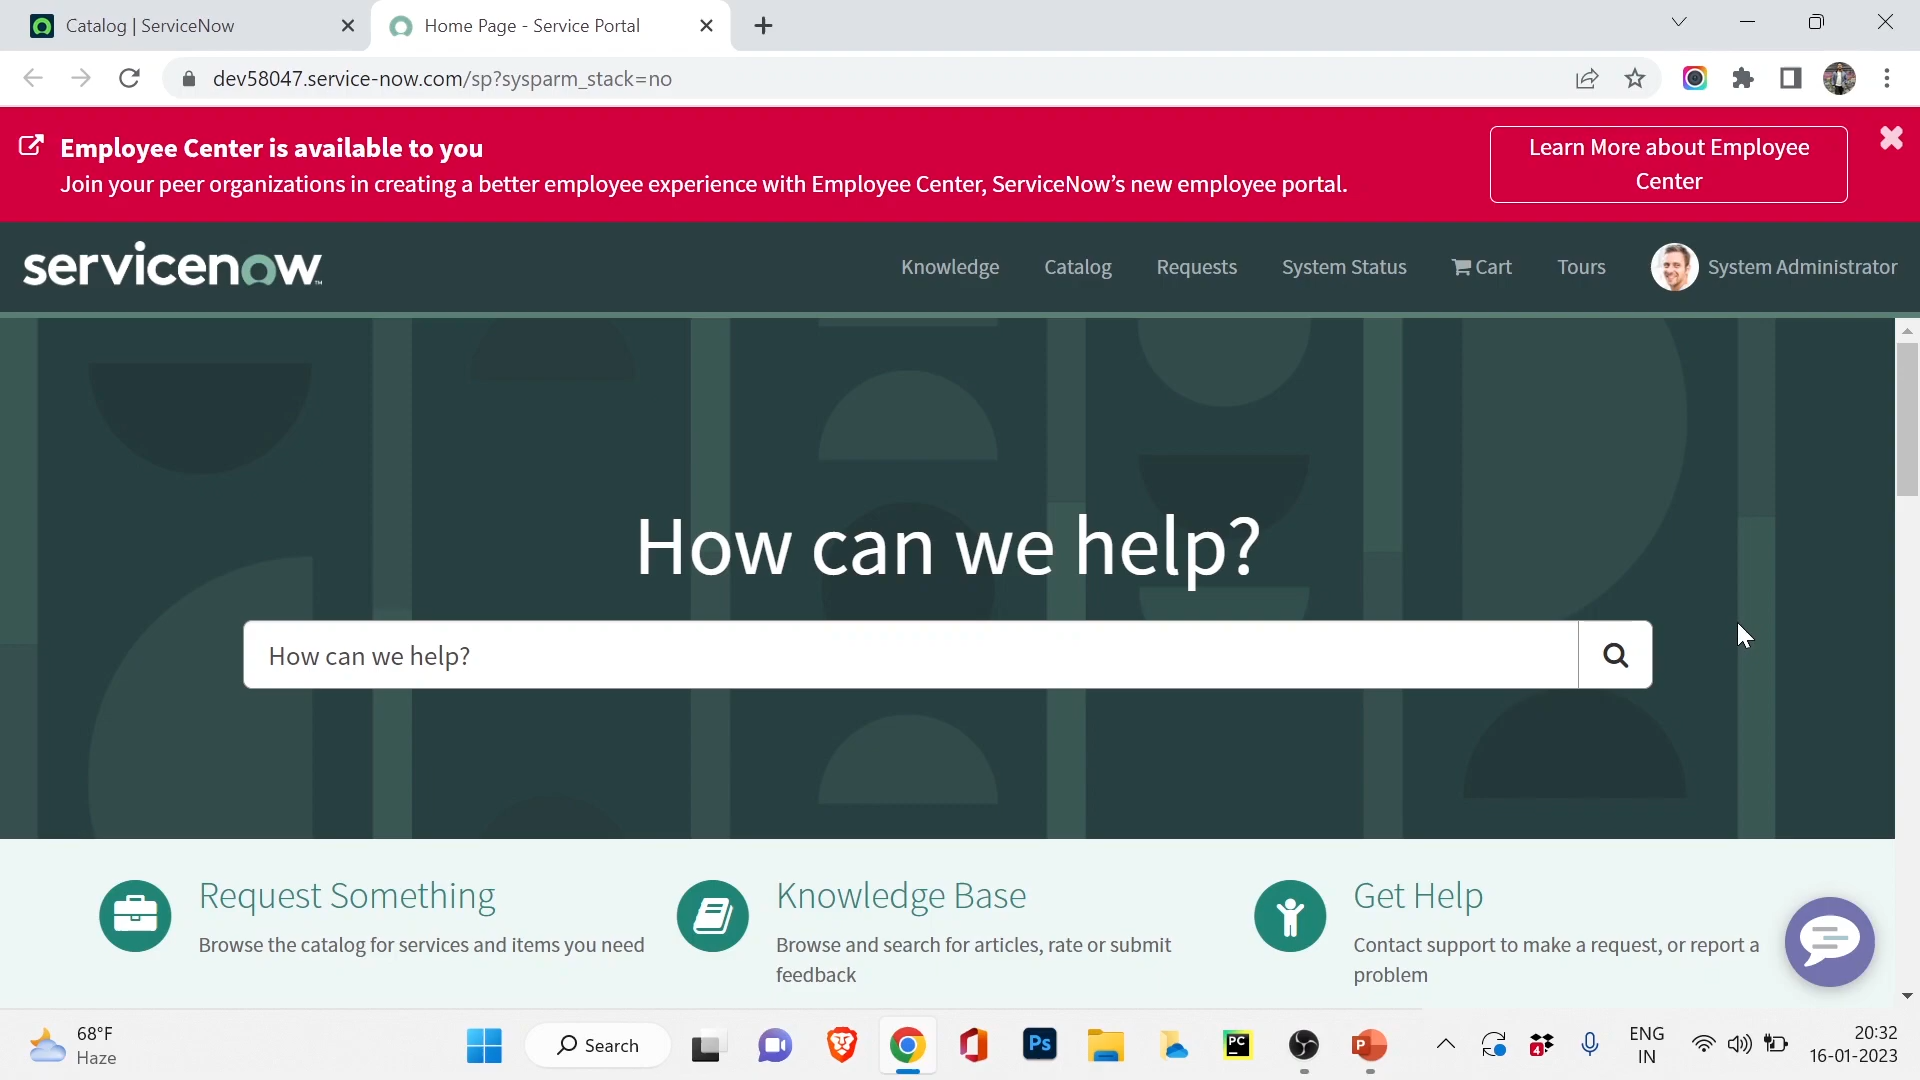 Catalog | ServiceNow
Home Page - Service Portal
dev58047.service-now.com/sp?sysparm_stack=no
Employee Center is available to you
Join your peer organizations in creating a better employee experience with Employee Center, ServiceNow’s new employee portal.
Learn More about Employee
Center
servicenow
Knowledge
Catalog
Requests
System Status
Cart
Tours
System Administrator
How can we help?
How can we help?
Request Something
Browse the catalog for services and items you need
Knowledge Base
Browse and search for articles, rate or submit
feedback
Get Help
Contact support to make a request, or report a
problem
68°F
Haze
Search
Ps
PC
P
4
ENG
IN
20:32
16-01-2023